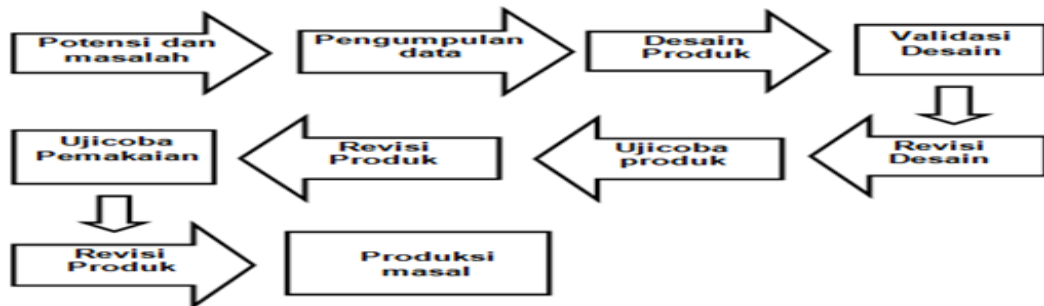 Potensi dan
masalah
Pengumpulan
data
Desain
Produk
Validasi
Desain
Revisi
Desain
Ujicoba
produk
Revisi
Produk
Ujicoba
Pemakaian
Revisi
Produk
Produksi
masal